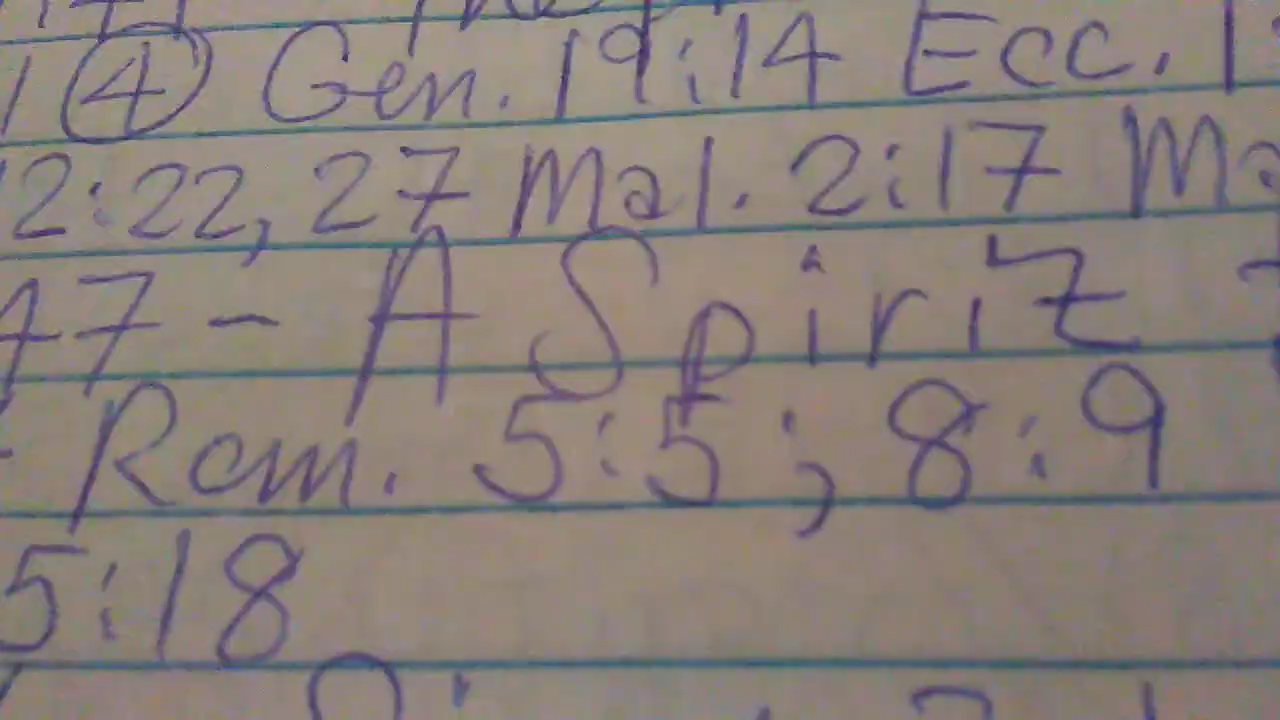 ④ Gen. 19:14 Ecc.
2:22, 27 Mal. 2:17
47 - A Spirit
Rom. 5:5; 8:9
5:18